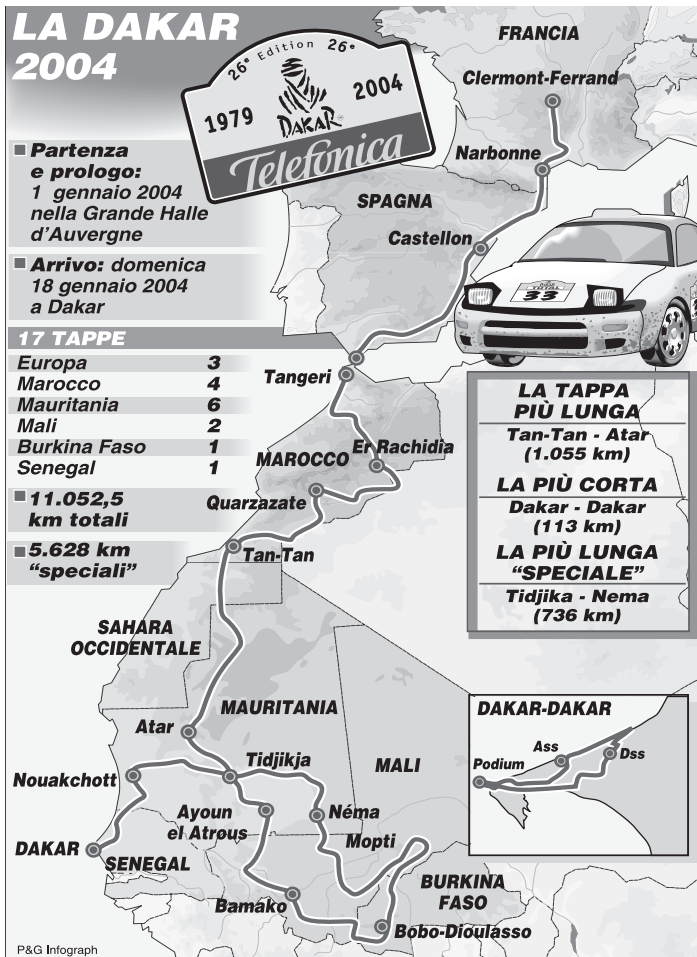 LA DAKAR
2004
26ª Edition 26ª
1979
2004
DAKAR
Telefónica
Partenza
e prologo:
1 gennaio 2004
nella Grande Halle
d'Auvergne
Arrivo: domenica
18 gennaio 2004
a Dakar
17 TAPPE
Europa 3
Marocco 4
Mauritania 6
Mali 2
Burkina Faso 1
Senegal 1
11.052,5
km totali
5.628 km
"speciali"
FRANCIA
Clermont-Ferrand
Narbonne
SPAGNA
Castellon
TOTAL
33
Tangeri
Er Rachidia
MAROCCO
Quarzazate
Tan-Tan
LA TAPPA
PIÙ LUNGA
Tan-Tan - Atar
(1.055 km)
LA PIÙ CORTA
Dakar - Dakar
(113 km)
LA PIÙ LUNGA
"SPECIALE"
Tidjika - Nema
(736 km)
SAHARA
OCCIDENTALE
MAURITANIA
Atar
Tidjikja
MALI
Nouakchott
Ayoun
el Atrous
Néma
Mopti
DAKAR
SENEGAL
BURKINA
FASO
Bamako
Bobo-Dioulasso
DAKAR-DAKAR
Ass
Dss
Podium
P&G Infograph